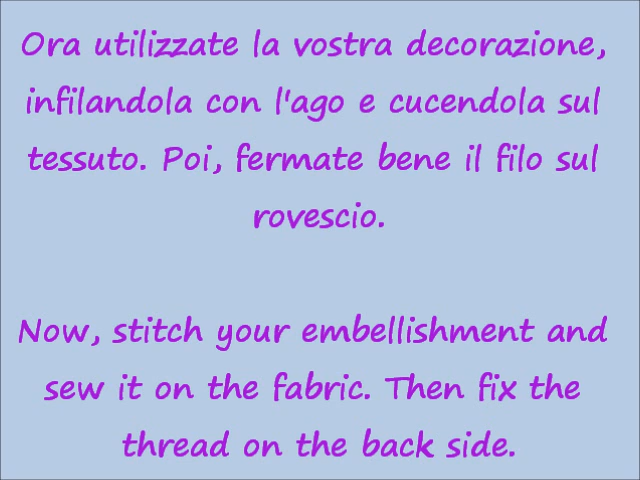 Ora utilizzate la vostra decorazione,
infilandola con l'ago e cucendola sul
tessuto. Poi, fermate bene il filo sul
rovescio.
Now, stitch your embellishment and
sew it on the fabric. Then fix the
thread on the back side.